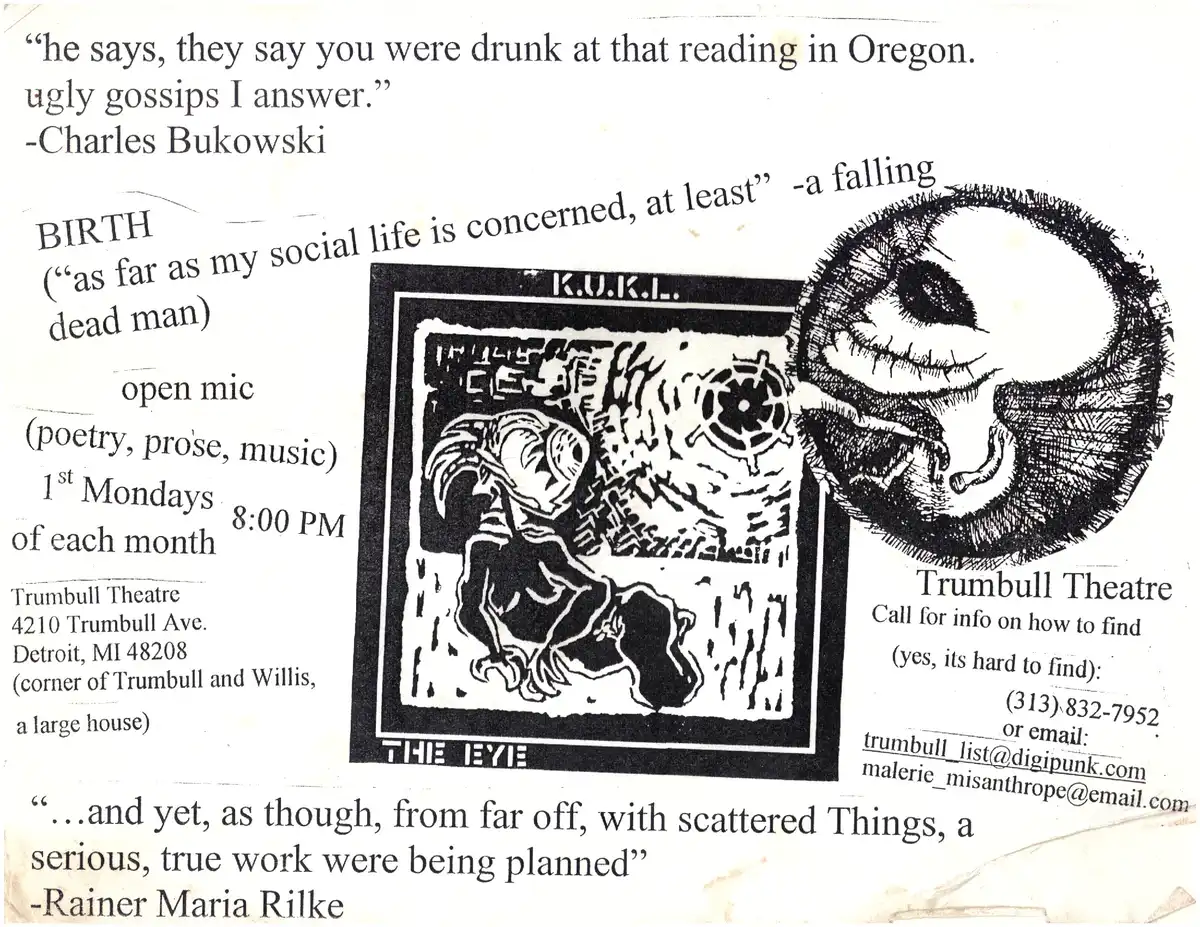 “he says, they say you were drunk at that reading in Oregon.
ugly gossips I answer.”
-Charles Bukowski
BIRTH
(“as far as my social life is concerned, at least” -a falling
dead man)
open mic
(poetry, prose, music)
1st Mondays
of each month
8:00 PM
Trumbull Theatre
4210 Trumbull Ave.
Detroit, MI 48208
(corner of Trumbull and Willis,
a large house)
K.U.K.L.
THE EYE
Trumbull Theatre
Call for info on how to find
(yes, its hard to find):
(313) 832-7952
or email:
trumbull_list@digipunk.com
malerie_misanthrope@email.com
“…and yet, as though, from far off, with scattered Things, a
serious, true work were being planned”
-Rainer Maria Rilke